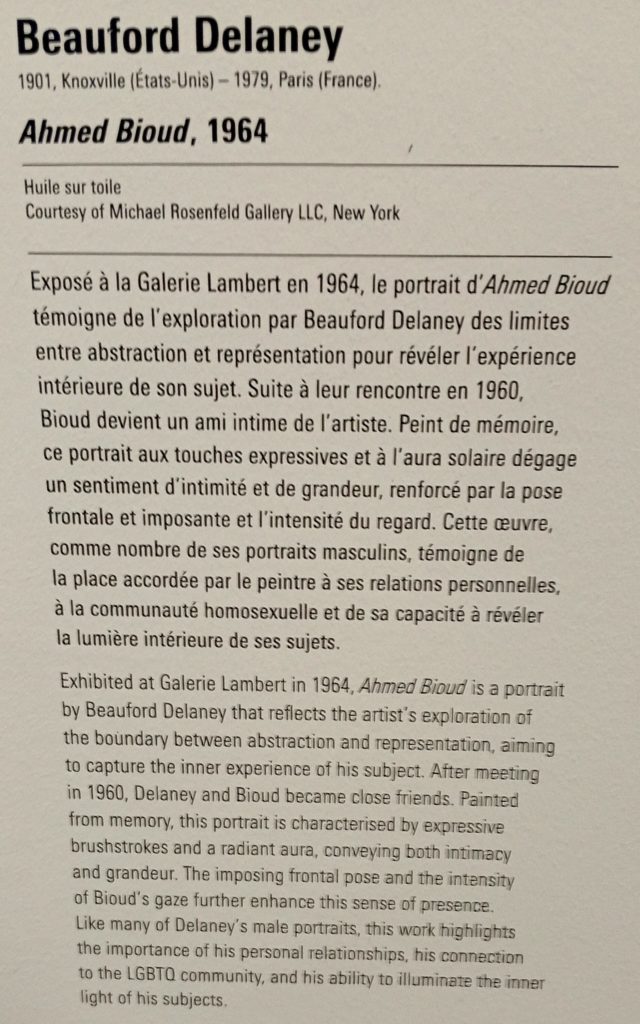 Beauford Delaney
1901, Knoxville (États-Unis) – 1979, Paris (France).
Ahmed Bioud, 1964
Huile sur toile
Courtesy of Michael Rosenfeld Gallery LLC, New York
Exposé à la Galerie Lambert en 1964, le portrait d'Ahmed Bioud
témoigne de l'exploration par Beauford Delaney des limites
entre abstraction et représentation pour révéler l'expérience
intérieure de son sujet. Suite à leur rencontre en 1960,
Bioud devient un ami intime de l'artiste. Peint de mémoire,
ce portrait aux touches expressives et à l'aura solaire dégage
un sentiment d'intimité et de grandeur, renforcé par la pose
frontale et imposante et l'intensité du regard. Cette œuvre,
comme nombre de ses portraits masculins, témoigne de
la place accordée par le peintre à ses relations personnelles,
à la communauté homosexuelle et de sa capacité à révéler
la lumière intérieure de ses sujets.
Exhibited at Galerie Lambert in 1964, Ahmed Bioud is a portrait
by Beauford Delaney that reflects the artist's exploration of
the boundary between abstraction and representation, aiming
to capture the inner experience of his subject. After meeting
in 1960, Delaney and Bioud became close friends. Painted
from memory, this portrait is characterised by expressive
brushstrokes and a radiant aura, conveying both intimacy
and grandeur. The imposing frontal pose and the intensity
of Bioud's gaze further enhance this sense of presence.
Like many of Delaney's male portraits, this work highlights
the importance of his personal relationships, his connection
to the LGBTQ community, and his ability to illuminate the inner
light of his subjects.